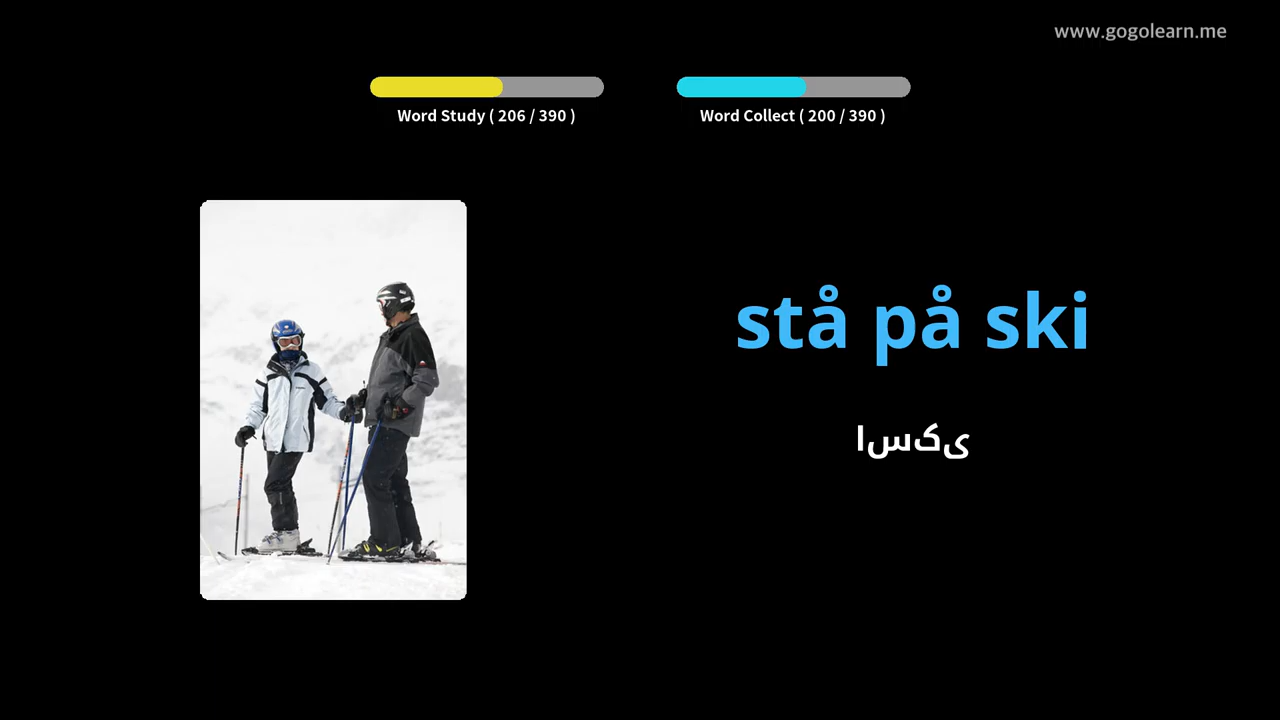 www.gogolearn.me
Word Study ( 206 / 390 )
Word Collect ( 200 / 390 )
stå på ski
اسکی